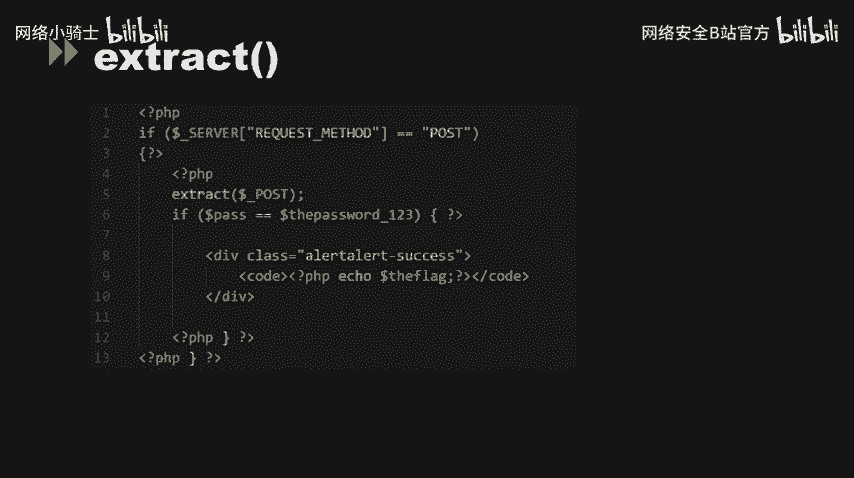 网络小骑士 bilibili
网络安全B站官方 bilibili
extract()
1 <?php
2 if ($_SERVER["REQUEST_METHOD"] == "POST")
3 {?>
4 <?php
5 extract($_POST);
6 if ($pass == $thepassword_123) { ?>
7
8 <div class="alertalert-success">
9 <code><?php echo $theflag;?></code>
10 </div>
11
12 <?php } ?>
13 <?php } ?>